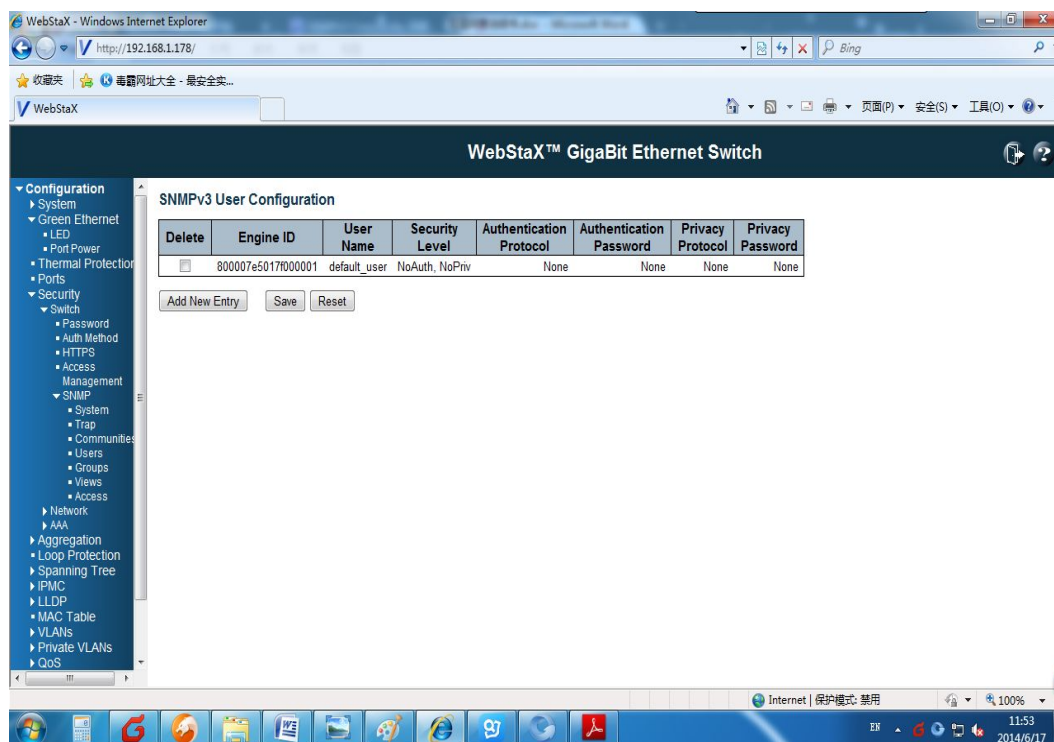 WebStaX - Windows Internet Explorer
http://192.168.1.178/
Bing
收藏夹
毒霸网址大全 - 最安全实...
WebStaX
页面(P)
安全(S)
工具(O)
WebStaX™ GigaBit Ethernet Switch
Configuration
System
Green Ethernet
LED
Port Power
Thermal Protection
Ports
Security
Switch
Password
Auth Method
HTTPS
Access
Management
SNMP
System
Trap
Communities
Users
Groups
Views
Access
Network
AAA
Aggregation
Loop Protection
Spanning Tree
IPMC
LLDP
MAC Table
VLANs
Private VLANs
QoS
SNMPv3 User Configuration
Delete Engine ID User Name Security Level Authentication Protocol Authentication Password Privacy Protocol Privacy Password
800007e5017f000001 default_user NoAuth, NoPriv None None None None
Add New Entry Save Reset
Internet | 保护模式: 禁用
100%
EN
11:53
2014/6/17